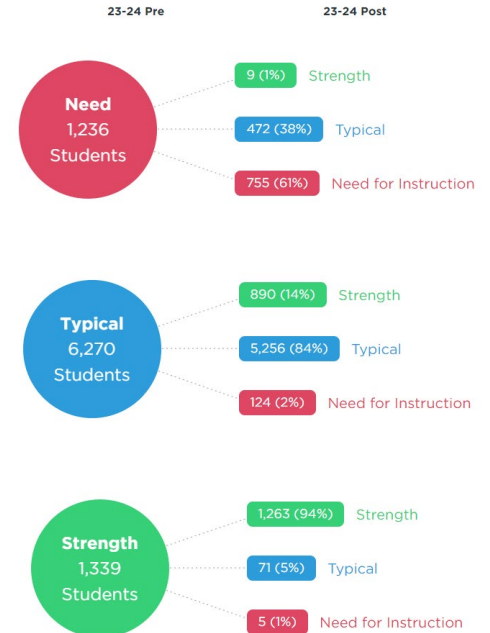 23-24 Pre
23-24 Post
Need
1,236
Students
9 (1%) Strength
472 (38%) Typical
755 (61%) Need for Instruction
Typical
6,270
Students
890 (14%) Strength
5,256 (84%) Typical
124 (2%) Need for Instruction
Strength
1,339
Students
1,263 (94%) Strength
71 (5%) Typical
5 (1%) Need for Instruction